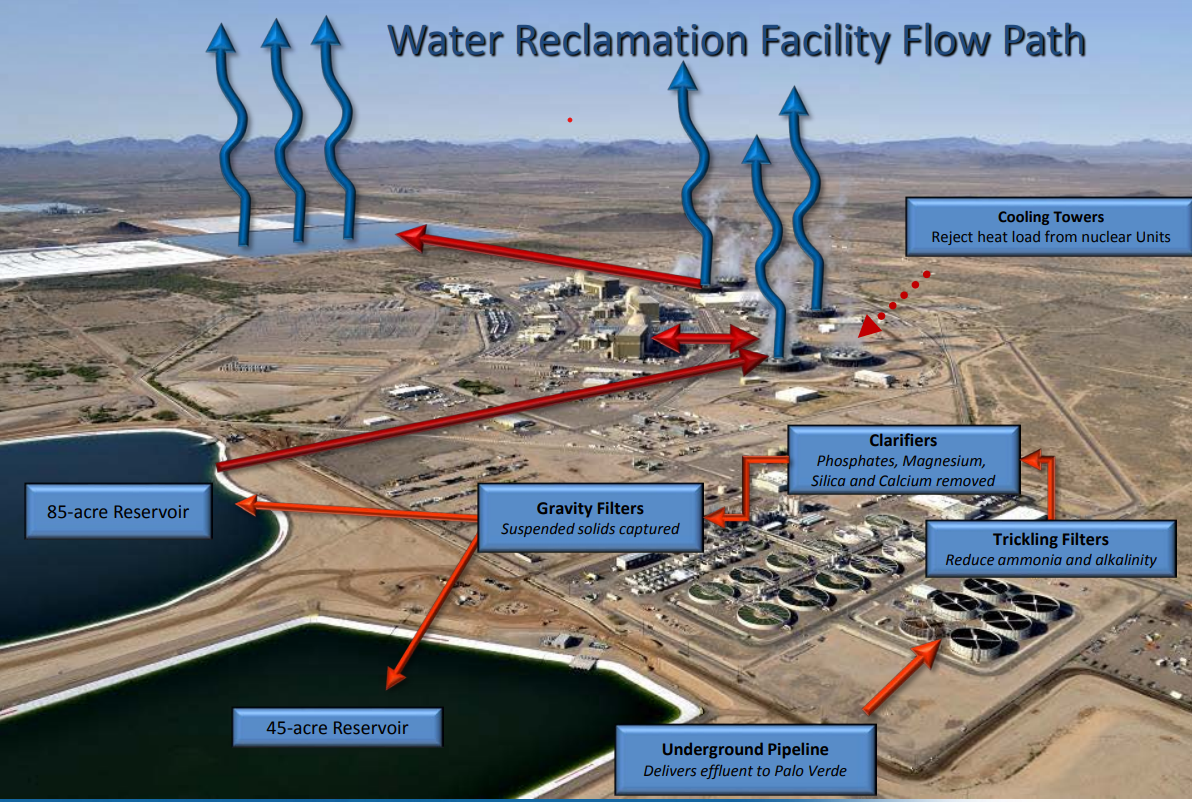 Water Reclamation Facility Flow Path
Cooling Towers
Reject heat load from nuclear Units
Clarifiers
Phosphates, Magnesium,
Silica and Calcium removed
85-acre Reservoir
Gravity Filters
Suspended solids captured
Trickling Filters
Reduce ammonia and alkalinity
45-acre Reservoir
Underground Pipeline
Delivers effluent to Palo Verde